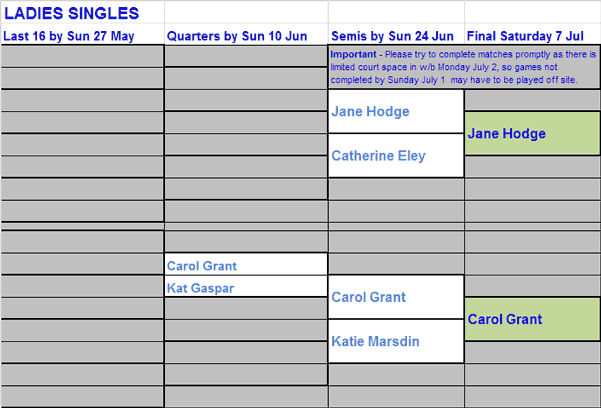 LADIES SINGLES
Last 16 by Sun 27 May Quarters by Sun 10 Jun Semis by Sun 24 Jun Final Saturday 7 Jul
Important - Please try to complete matches promptly as there is
limited court space in w/b Monday July 2, so games not
completed by Sunday July 1 may have to be played off site.
Jane Hodge
Jane Hodge
Catherine Eley
Carol Grant
Kat Gaspar
Carol Grant
Carol Grant
Katie Marsdin